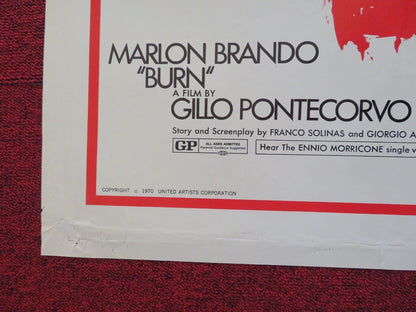 MARLON BRANDO
"BURN"
A FILM BY
GILLO PONTECORVO
Story and Screenplay by FRANCO SOLINAS and GIORGIO A
GP ALL AGES ADMITTED
Parental Guidance Suggested
Hear The ENNIO MORRICONE single v
COPYRIGHT © 1970 UNITED ARTISTS CORPORATION